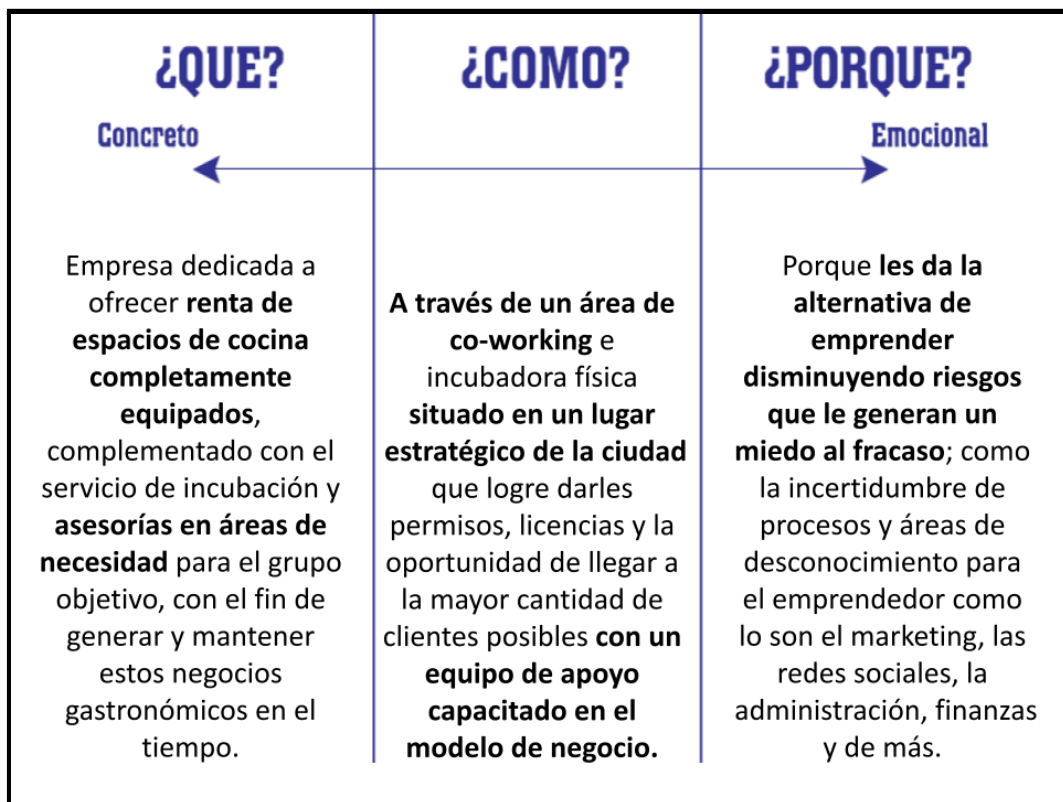 ¿QUE?
Concreto
Empresa dedicada a
ofrecer renta de
espacios de cocina
completamente
equipados,
complementado con el
servicio de incubación y
asesorías en áreas de
necesidad para el grupo
objetivo, con el fin de
generar y mantener
estos negocios
gastronómicos en el
tiempo.
¿COMO?
A través de un área de
co-working e
incubadora física
situado en un lugar
estratégico de la ciudad
que logre darles
permisos, licencias y la
oportunidad de llegar a
la mayor cantidad de
clientes posibles con un
equipo de apoyo
capacitado en el
modelo de negocio.
¿PORQUE?
Emocional
Porque les da la
alternativa de
emprender
disminuyendo riesgos
que le generan un
miedo al fracaso; como
la incertidumbre de
procesos y áreas de
desconocimiento para
el emprendedor como
lo son el marketing, las
redes sociales, la
administración, finanzas
y de más.